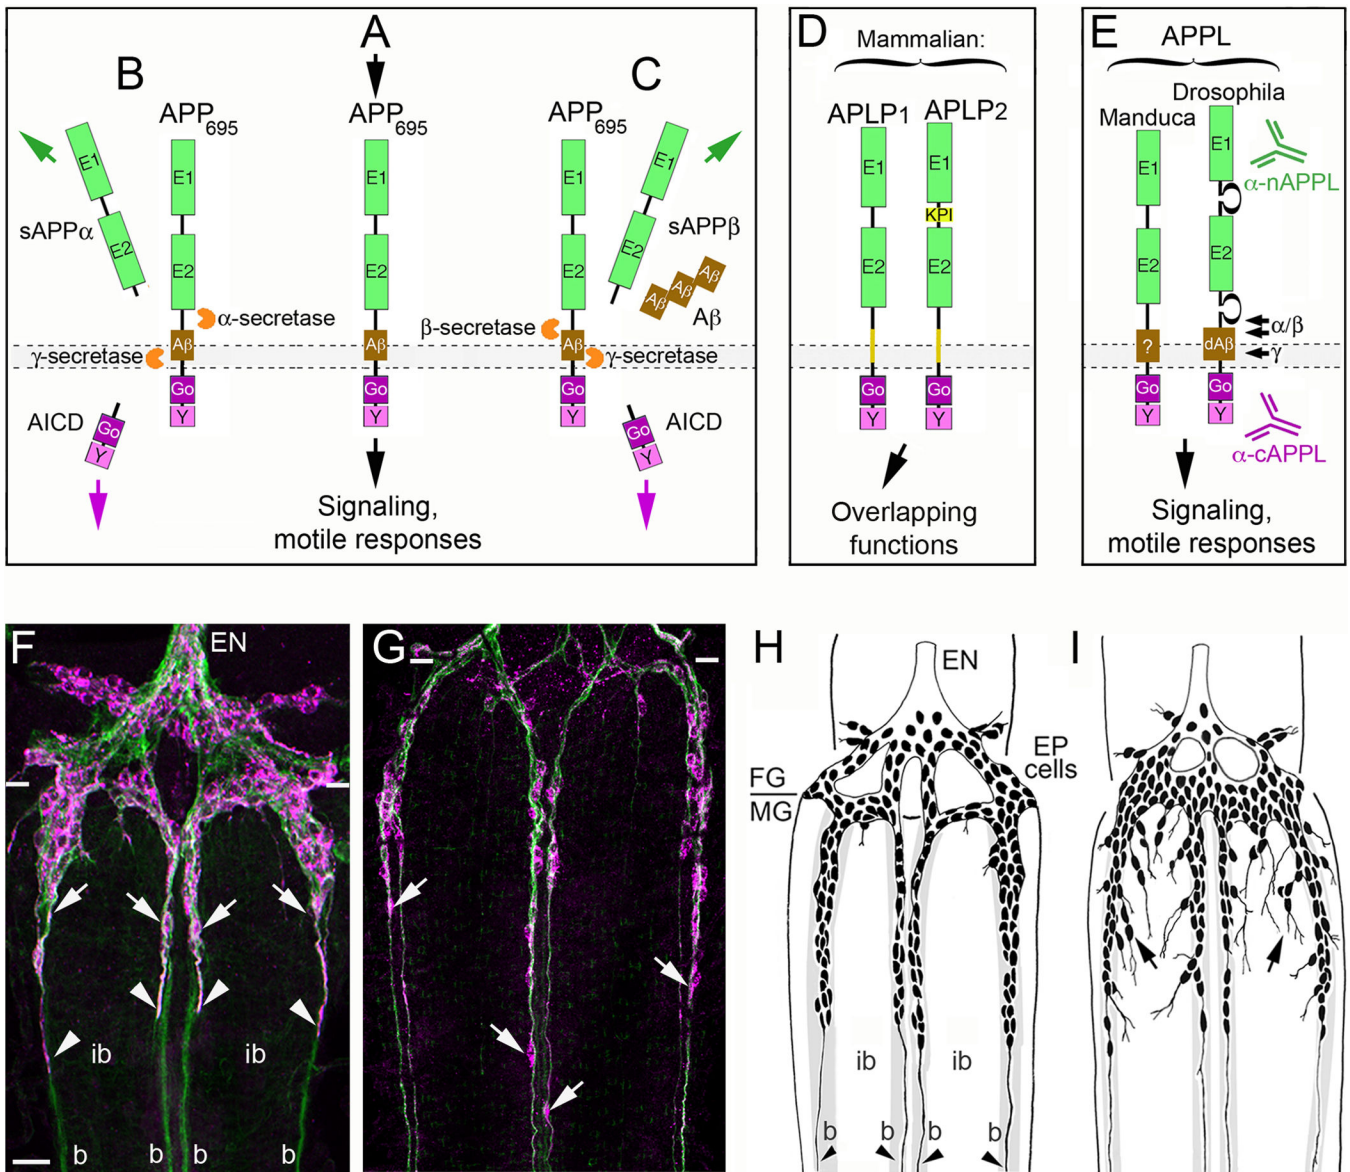 A
B
C
APP695
APP695
APP695
E1
E2
sAPPα
E1
E2
Aβ
Go
Y
α-secretase
γ-secretase
AICD
Go
Y
E1
E2
Aβ
Go
Y
Signaling,
motile responses
E1
E2
Aβ
Go
Y
β-secretase
γ-secretase
E1
E2
sAPPβ
Aβ
Aβ
Aβ
Aβ
AICD
Go
Y
D
Mammalian:
APLP1
APLP2
E1
E2
Go
Y
E1
KPI
E2
Go
Y
Overlapping
functions
E
APPL
Drosophila
Manduca
E1
E2
?
Go
Y
E1
Ω
E2
Ω
dAβ
Go
Y
α-nAPPL
α/β
γ
α-cAPPL
Signaling,
motile responses
F
EN
ib
ib
b
b
b
b
G
H
EN
EP
cells
FG
MG
ib
ib
b
b
b
b
I